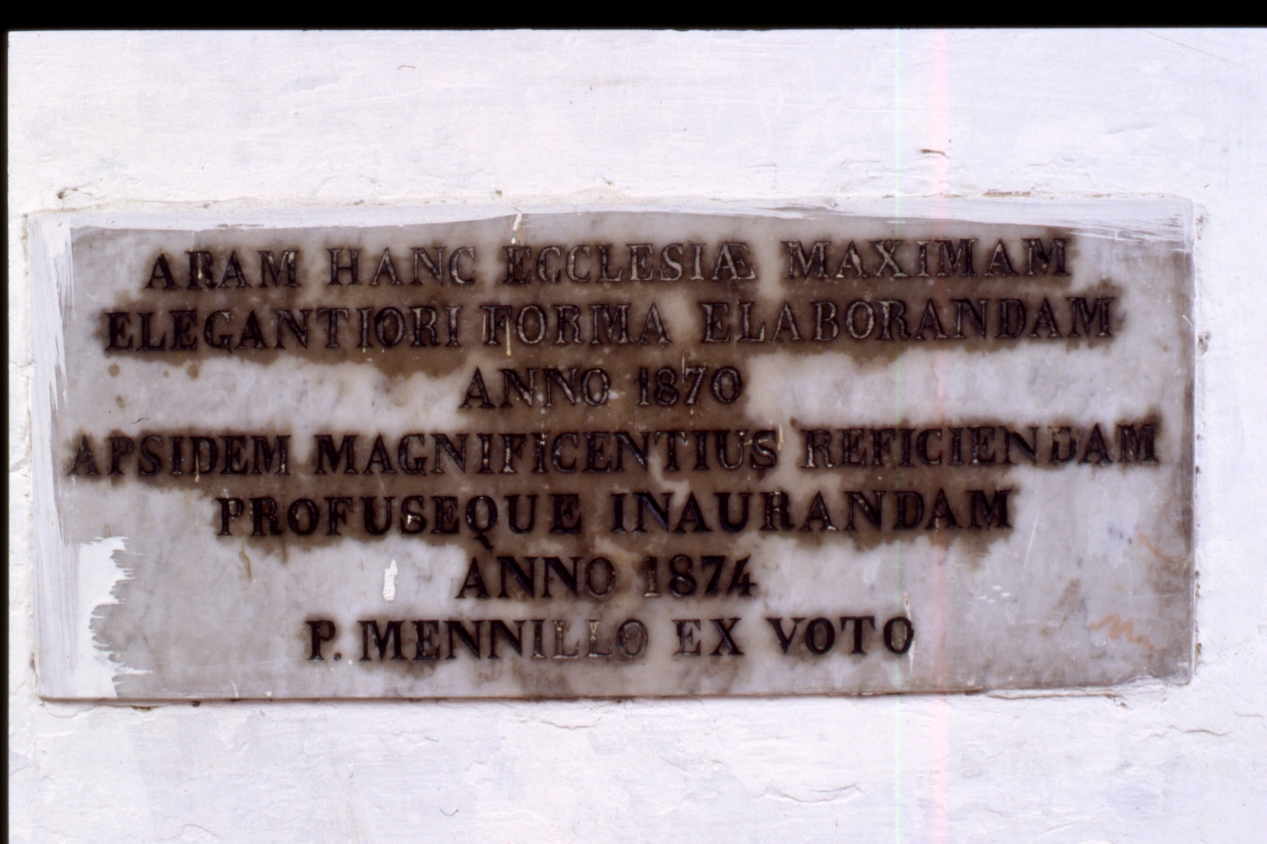 ARAM HANC ECCLESIÆ MAXIMAM
ELEGANTIORI FORMA ELABORANDAM
ANNO 1870
APSIDEM MAGNIFICENTIUS REFICIENDAM
PROFUSEQUE INAURANDAM
ANNO 1874
P. MENNILLO EX VOTO